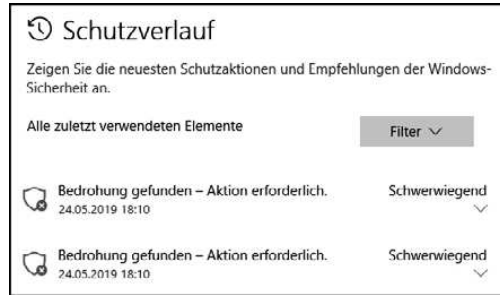 Schutzverlauf
Zeigen Sie die neuesten Schutzaktionen und Empfehlungen der Windows-
Sicherheit an.
Alle zuletzt verwendeten Elemente
Filter
Bedrohung gefunden – Aktion erforderlich.
Schwerwiegend
24.05.2019 18:10
Bedrohung gefunden – Aktion erforderlich.
Schwerwiegend
24.05.2019 18:10